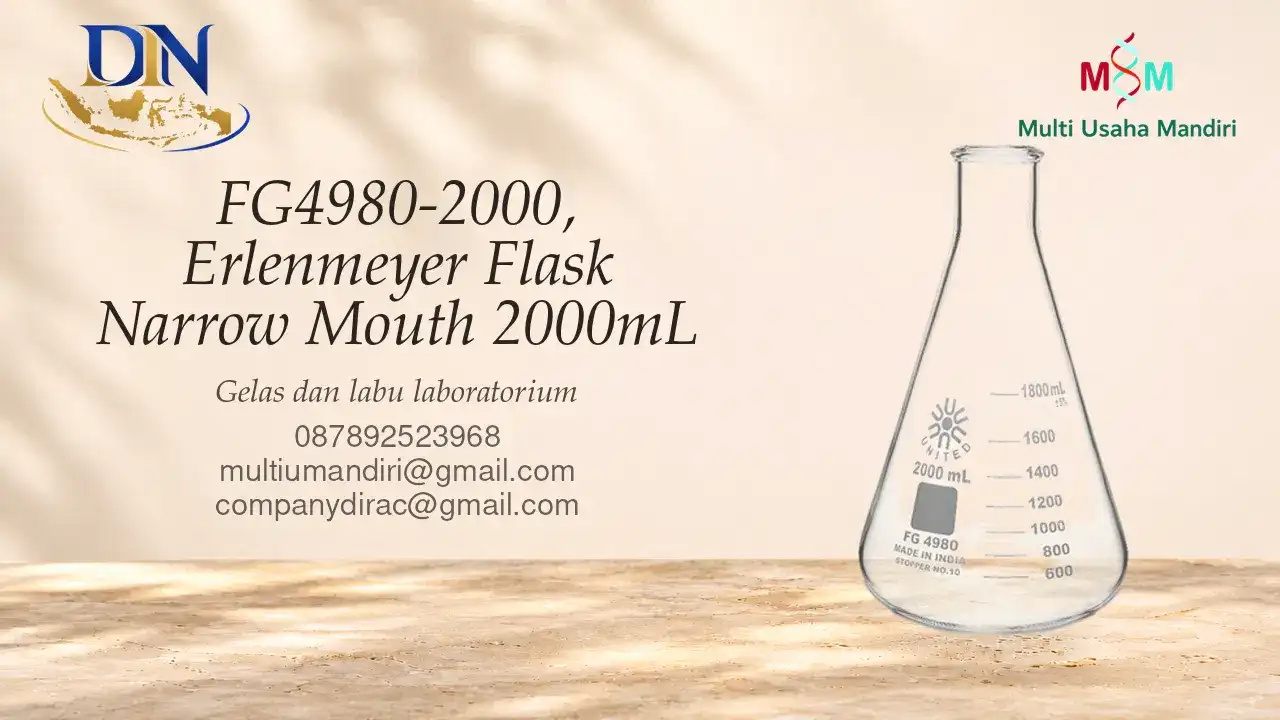 DIN
MSM
Multi Usaha Mandiri
FG4980-2000,
Erlenmeyer Flask
Narrow Mouth 2000mL
Gelas dan labu laboratorium
087892523968
multiumandiri@gmail.com
companydirac@gmail.com
UNITED
2000 mL
FG 4980
MADE IN INDIA
STOPPER NO.10
1800mL
1600
1400
1200
1000
800
600